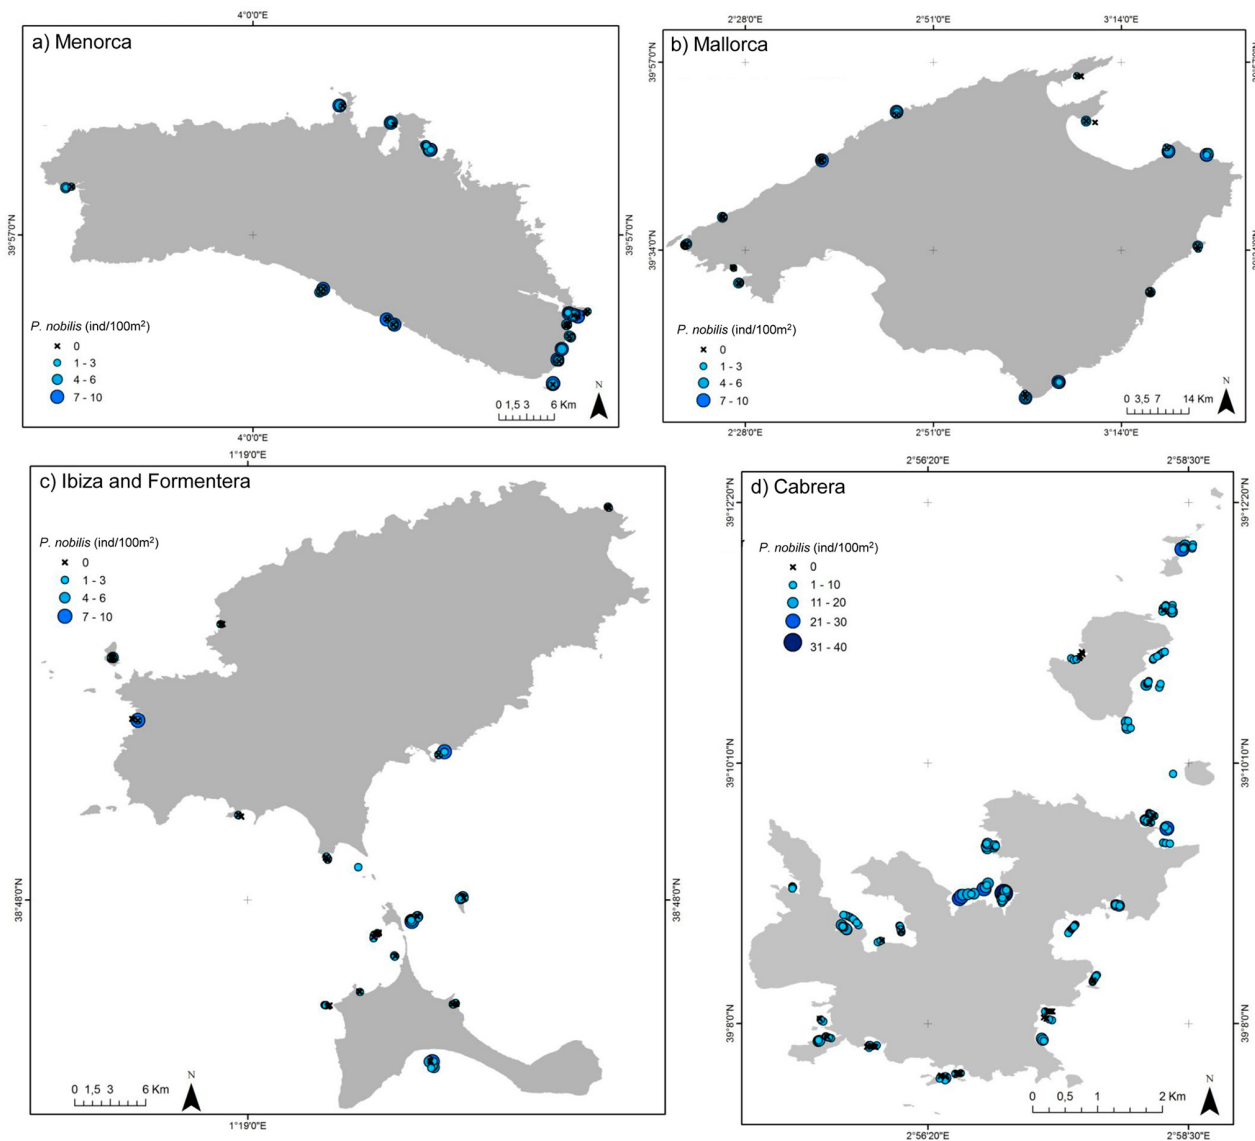 4°0'0"E
a) Menorca
39°57'0"N
P. nobilis (ind/100m²)
0
1 - 3
4 - 6
7 - 10
0 1,5 3 6 Km
N
4°0'0"E
2°28'0"E 2°51'0"E 3°14'0"E
b) Mallorca
39°57'0"N
39°34'0"N
P. nobilis (ind/100m²)
0
1 - 3
4 - 6
7 - 10
0 3,5 7 14 Km
N
2°28'0"E 2°51'0"E 3°14'0"E
1°19'0"E
c) Ibiza and Formentera
P. nobilis (ind/100m²)
0
1 - 3
4 - 6
7 - 10
38°48'0"N
38°48'0"N
0 1,5 3 6 Km
N
1°19'0"E
2°56'20"E 2°58'30"E
d) Cabrera
39°12'20"N
39°12'20"N
P. nobilis (ind/100m²)
0
1 - 10
11 - 20
21 - 30
31 - 40
39°10'10"N
39°10'10"N
39°8'0"N
39°8'0"N
0 0,5 1 2 Km
N
2°56'20"E 2°58'30"E